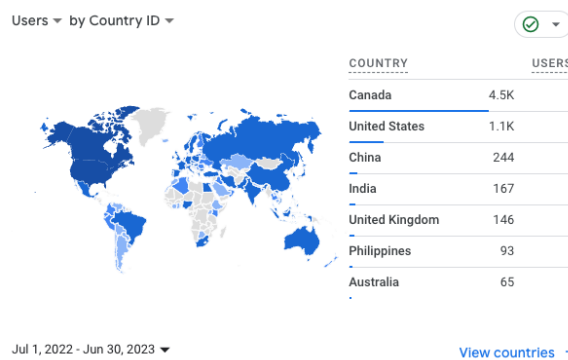 Users by Country ID
COUNTRY USERS
Canada 4.5K
United States 1.1K
China 244
India 167
United Kingdom 146
Philippines 93
Australia 65
Jul 1, 2022 - Jun 30, 2023 View countries